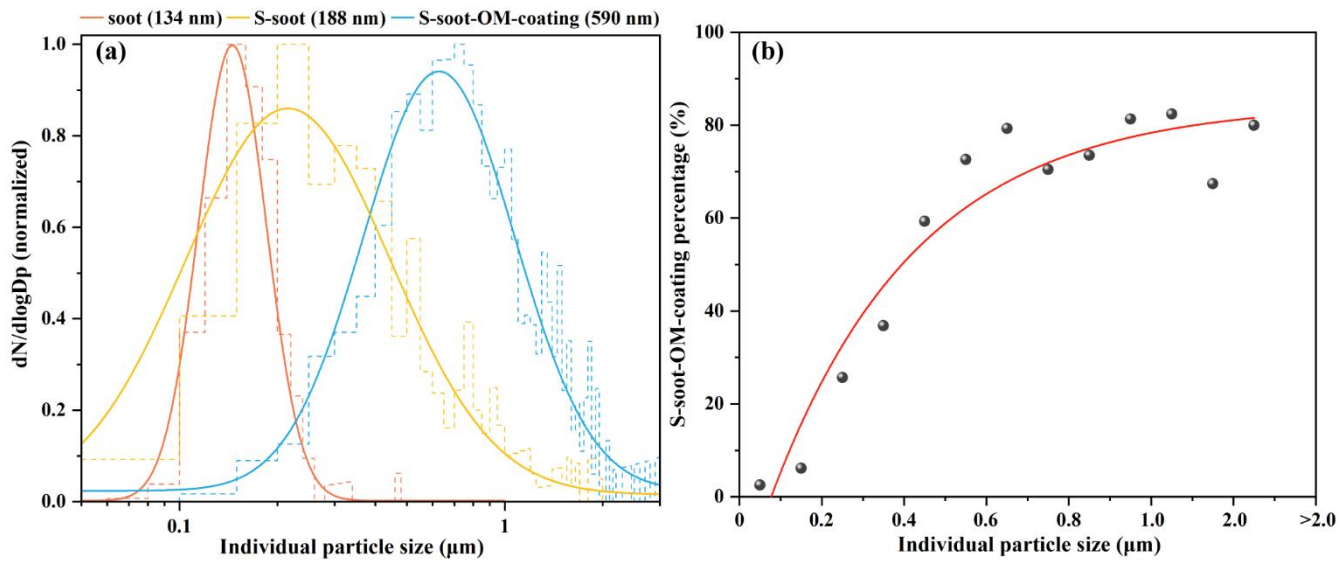 soot (134 nm) S-soot (188 nm) S-soot-OM-coating (590 nm)
(a)
dN/dlogDp (normalized)
1.0
0.8
0.6
0.4
0.2
0.0
0.1 1
Individual particle size (μm)
(b)
S-soot-OM-coating percentage (%)
100
80
60
40
20
0
0 0.2 0.4 0.6 0.8 1.0 2.0 >2.0
Individual particle size (μm)